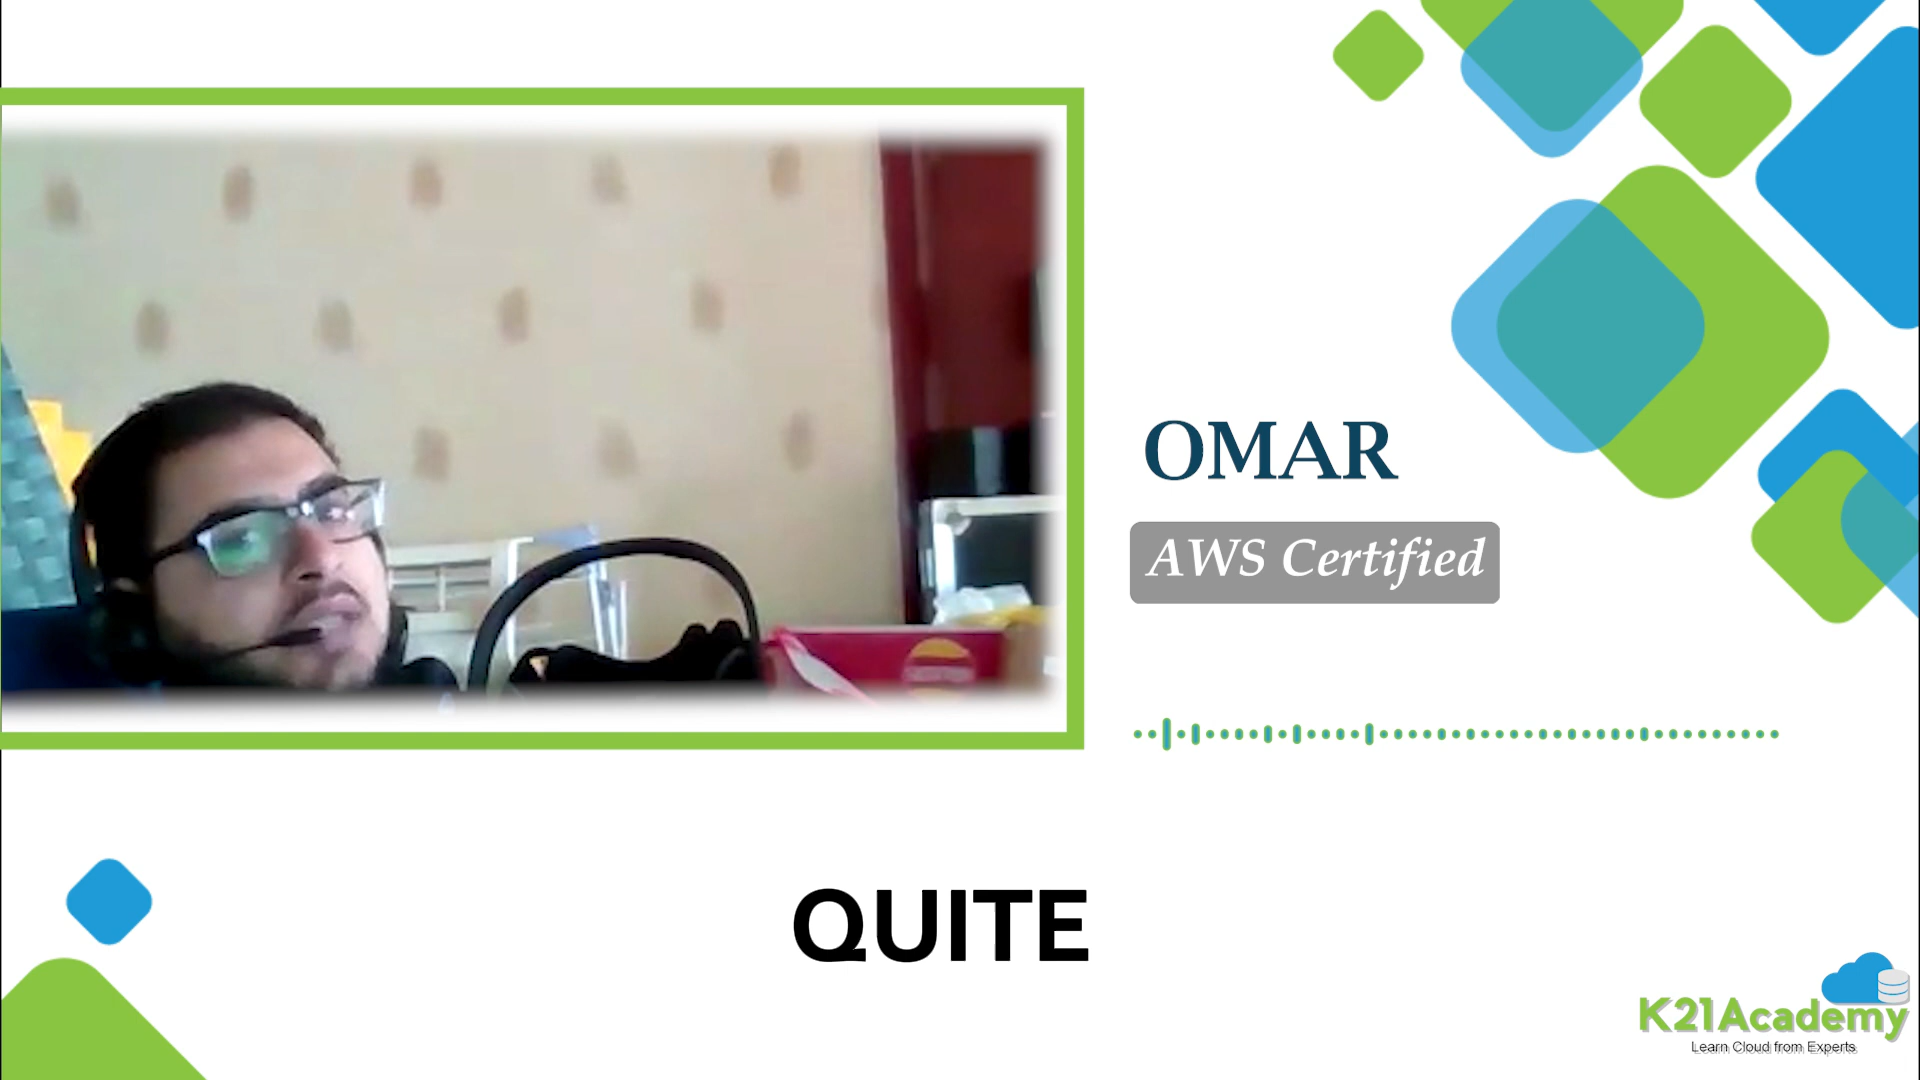 OMAR
AWS Certified
QUITE
K21Academy
Learn Cloud from Experts